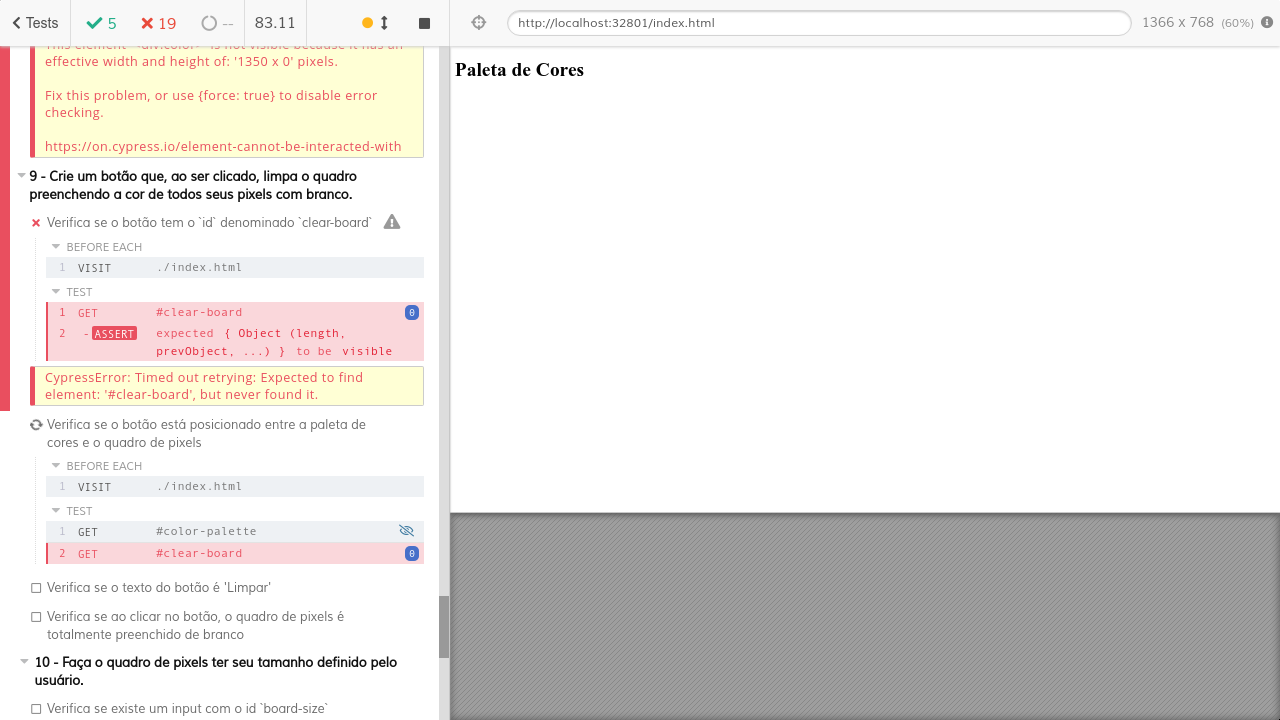 Tests
5
19
--
83.11
http://localhost:32801/index.html
1366 x 768 (60%)
This element '<div.color>' is not visible because it has an
effective width and height of: '1350 x 0' pixels.
Fix this problem, or use {force: true} to disable error
checking.
https://on.cypress.io/element-cannot-be-interacted-with
9 - Crie um botão que, ao ser clicado, limpa o quadro
preenchendo a cor de todos seus pixels com branco.
Verifica se o botão tem o `id` denominado `clear-board`
BEFORE EACH
1 VISIT ./index.html
TEST
1 GET #clear-board 0
2 -ASSERT expected { Object (length,
prevObject, ...) } to be visible
CypressError: Timed out retrying: Expected to find
element: '#clear-board', but never found it.
Verifica se o botão está posicionado entre a paleta de
cores e o quadro de pixels
BEFORE EACH
1 VISIT ./index.html
TEST
1 GET #color-palette
2 GET #clear-board 0
Verifica se o texto do botão é 'Limpar'
Verifica se ao clicar no botão, o quadro de pixels é
totalmente preenchido de branco
10 - Faça o quadro de pixels ter seu tamanho definido pelo
usuário.
Verifica se existe um input com o id `board-size`
Paleta de Cores